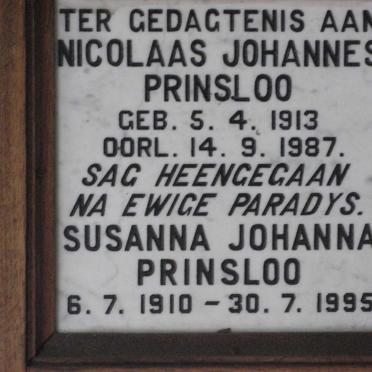 TER GEDAGTENIS AAN
NICOLAAS JOHANNES
PRINSLOO
GEB. 5. 4. 1913
OORL. 14. 9. 1987.
SAG HEENGEGAAN
NA EWIGE PARADYS.
SUSANNA JOHANNA
PRINSLOO
6. 7. 1910 – 30. 7. 1995